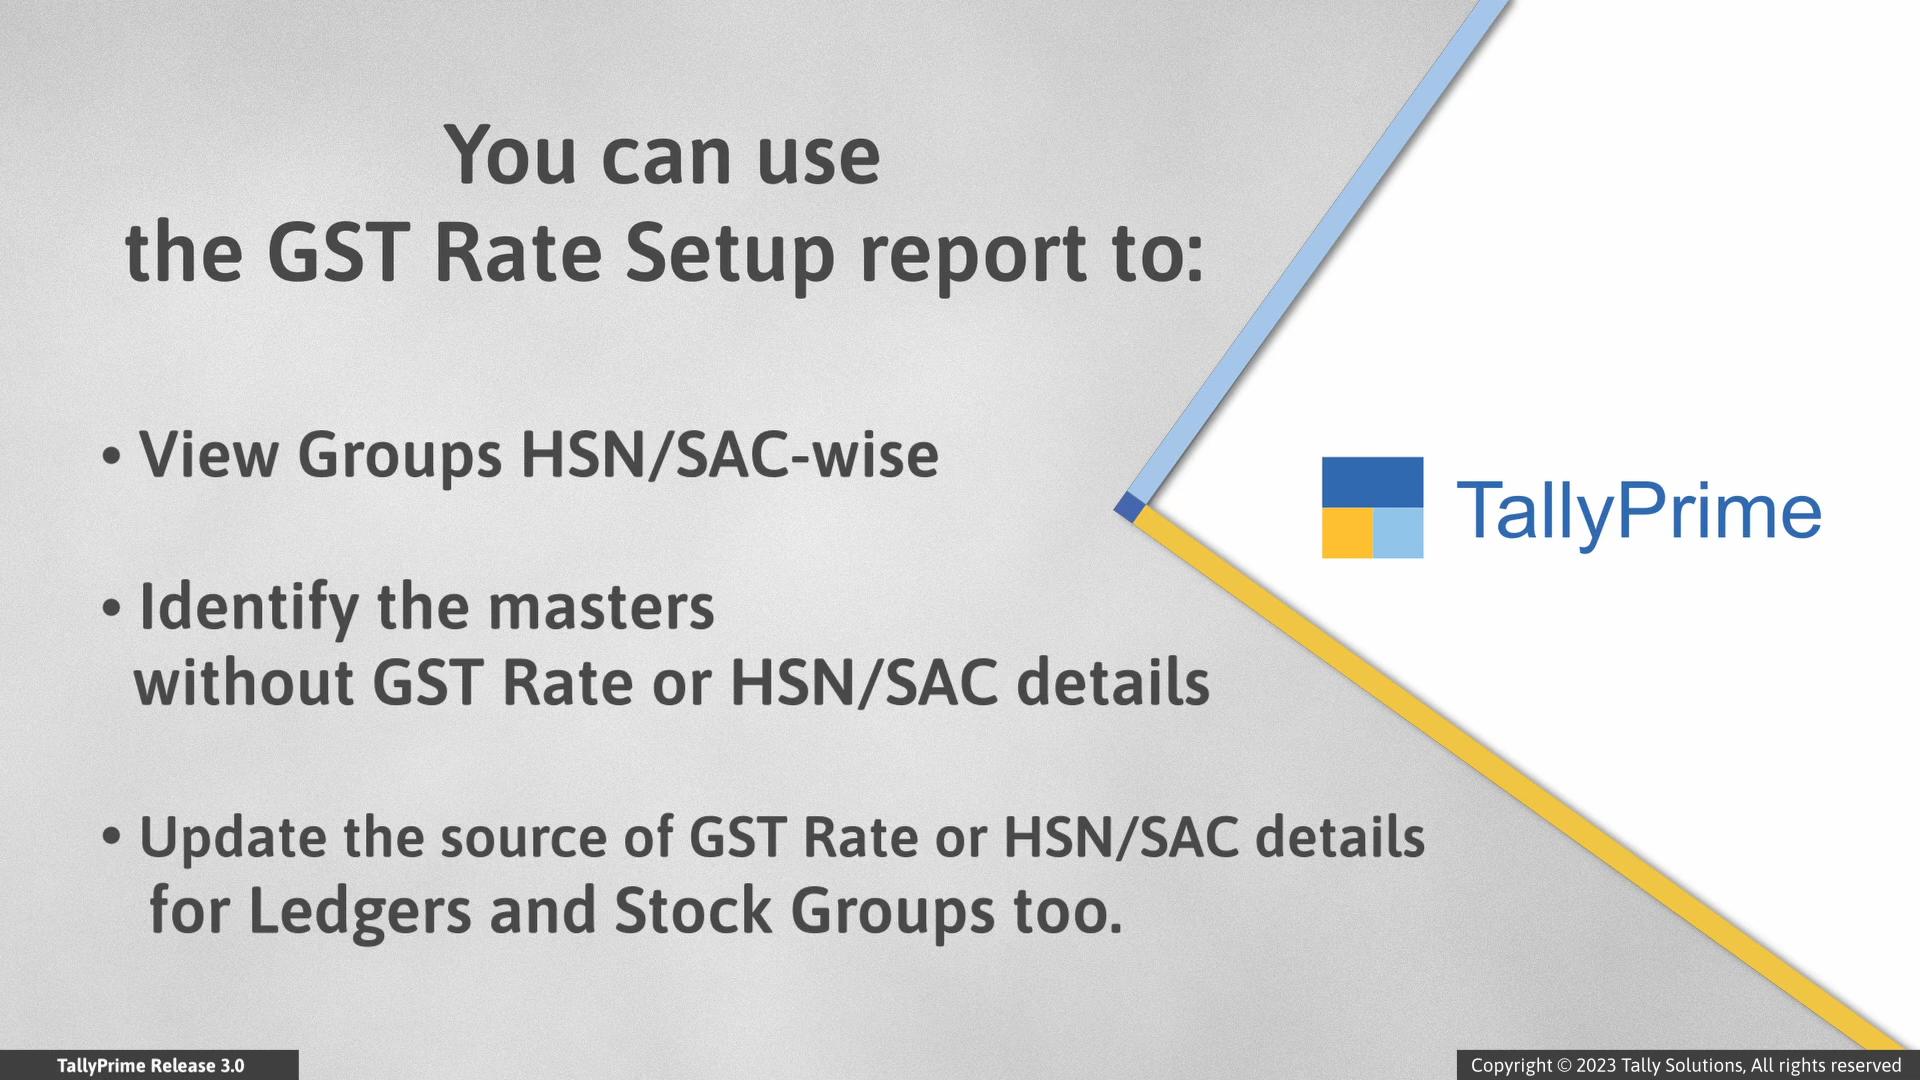 You can use
the GST Rate Setup report to:
• View Groups HSN/SAC-wise
• Identify the masters
without GST Rate or HSN/SAC details
• Update the source of GST Rate or HSN/SAC details
for Ledgers and Stock Groups too.
TallyPrime
TallyPrime Release 3.0
Copyright © 2023 Tally Solutions, All rights reserved